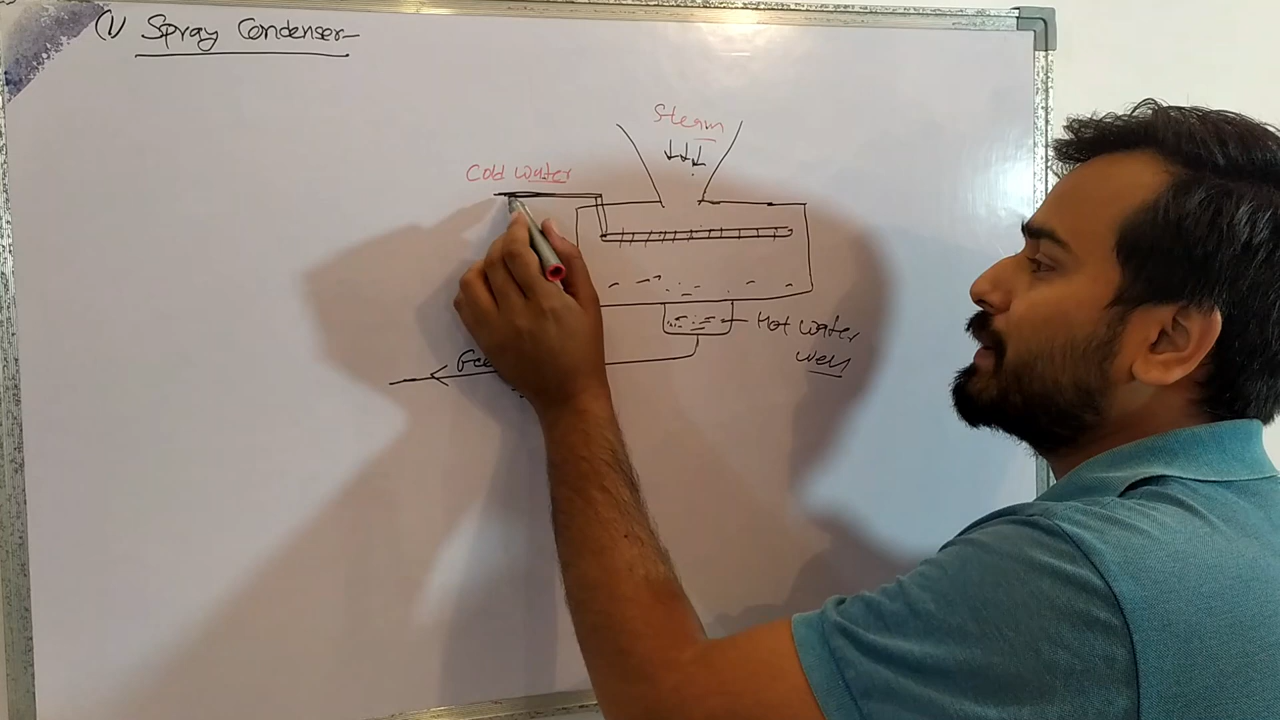 (1) Spray Condenser
Steam
Cold water
Hot water
well